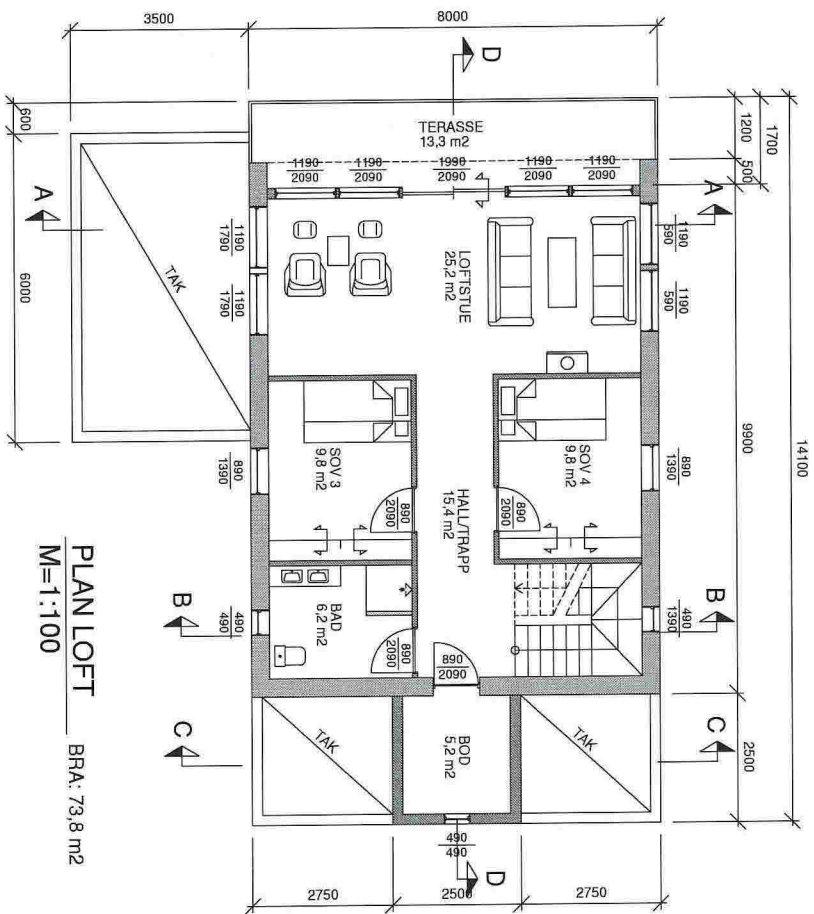 3500
8000
D
600
1200
1700
500
TERASSE
13,3 m2
1190
2090
1190
2090
1990
2090
1190
2090
1190
2090
A
A
1190
1790
1190
1790
1190
590
1190
590
LOFTSTUE
25,2 m2
TAK
6000
9900
14100
SOV 3
9,8 m2
SOV 4
9,8 m2
890
1390
890
1390
890
2090
890
2090
HALL/TRAPP
15,4 m2
B
B
490
490
490
1390
BAD
6,2 m2
890
2090
890
2090
C
C
TAK
TAK
BOD
5,2 m2
2500
490
490
D
2750
2500
2750
PLAN LOFT
M=1:100
BRA: 73,8 m2